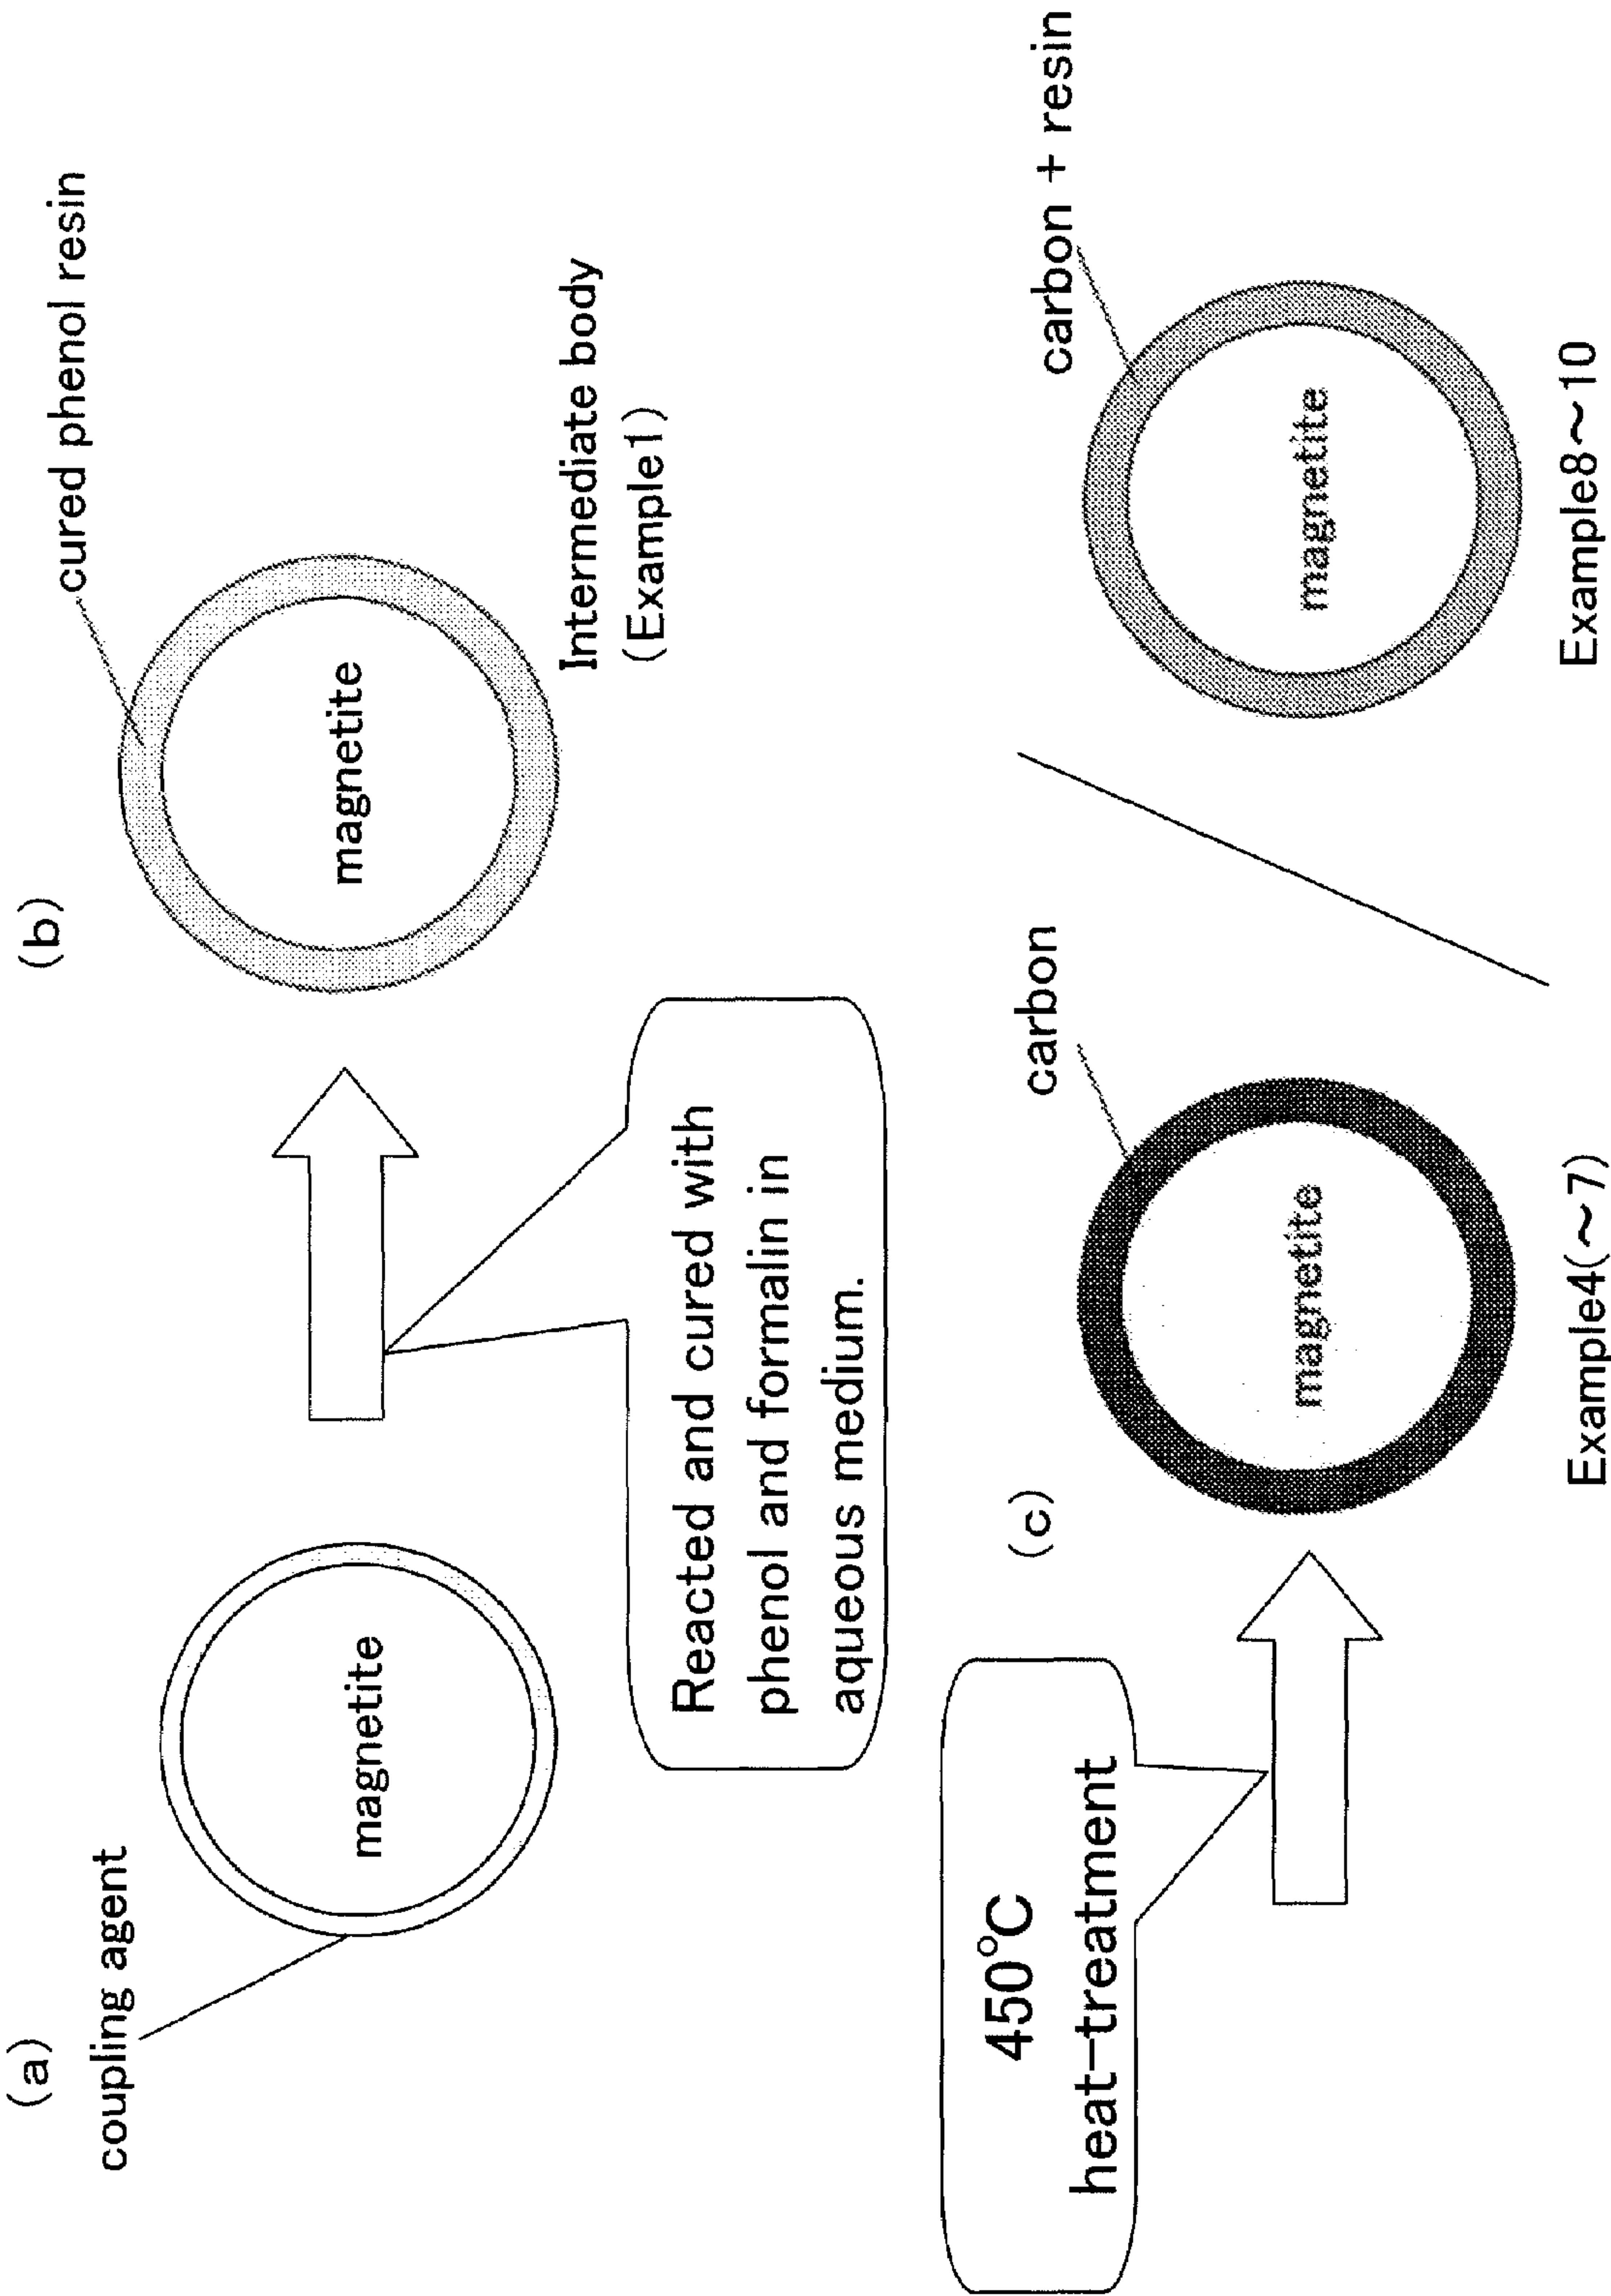 (a)
coupling agent
magnetite
Reacted and cured with
phenol and formalin in
aqueous medium.
(b)
cured phenol resin
magnetite
Intermediate body
(Example1)
450°C
heat-treatment
(c)
carbon
magnetite
Example4(～7)
carbon + resin
magnetite
Example8～10